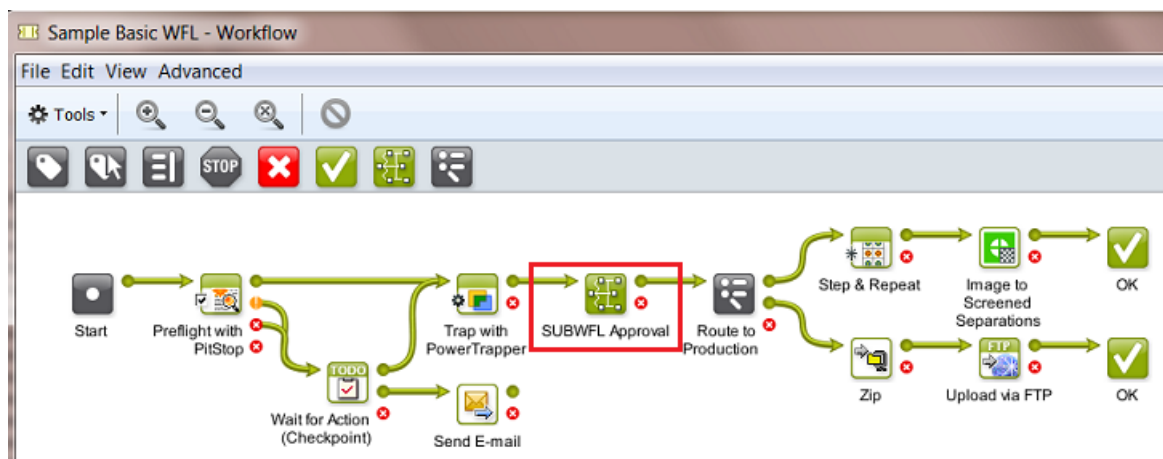 Sample Basic WFL - Workflow
File Edit View Advanced
Tools
STOP
Step & Repeat
Image to
Screened
Separations
OK
Start
Preflight with
PitStop
Trap with
PowerTrapper
SUBWFL Approval
Route to
Production
TODO
Wait for Action
(Checkpoint)
Send E-mail
Zip
FTP
Upload via FTP
OK